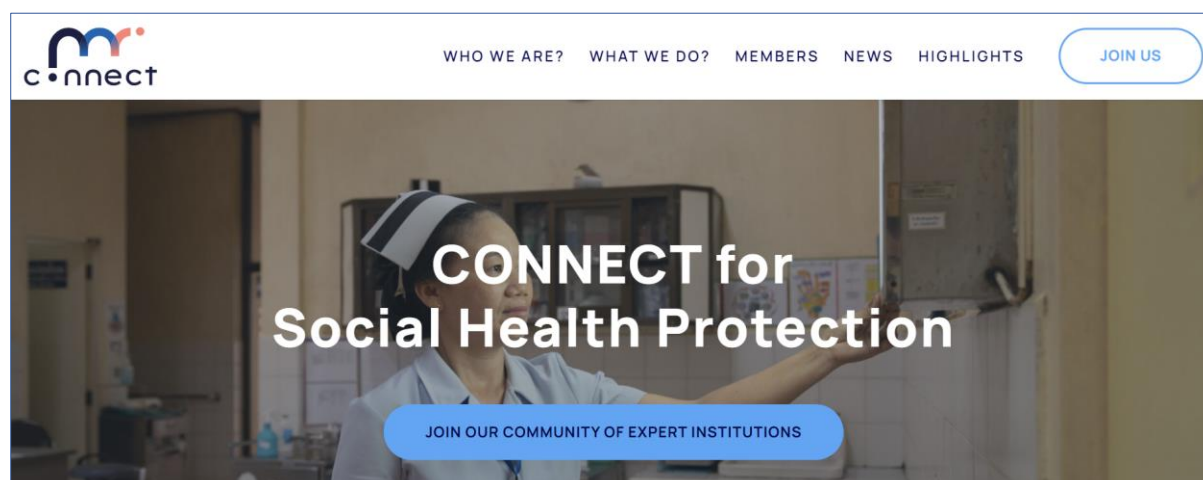 connect
WHO WE ARE? WHAT WE DO? MEMBERS NEWS HIGHLIGHTS JOIN US
CONNECT for
Social Health Protection
JOIN OUR COMMUNITY OF EXPERT INSTITUTIONS